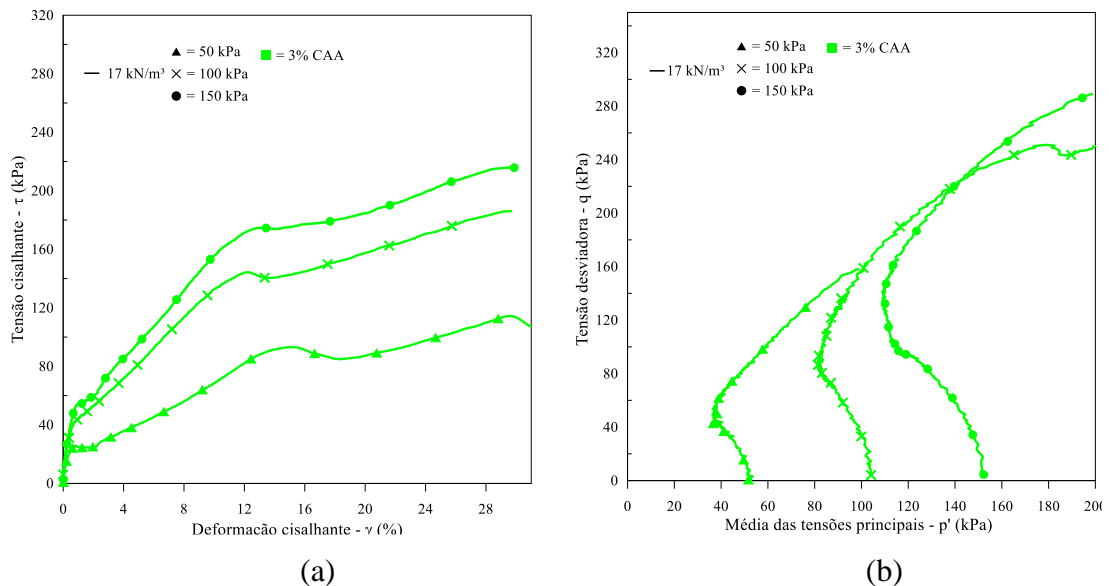 320
280
240
200
160
120
80
40
0
Tensão cisalhante - τ (kPa)
= 50 kPa
= 3% CAA
17 kN/m³
= 100 kPa
= 150 kPa
0 4 8 12 16 20 24 28
Deformacão cisalhante - γ (%)
(a)
320
280
240
200
160
120
80
40
0
Tensão desviadora - q (kPa)
= 50 kPa
= 3% CAA
17 kN/m³
= 100 kPa
= 150 kPa
0 20 40 60 80 100 120 140 160 180 200
Média das tensões principais - p' (kPa)
(b)